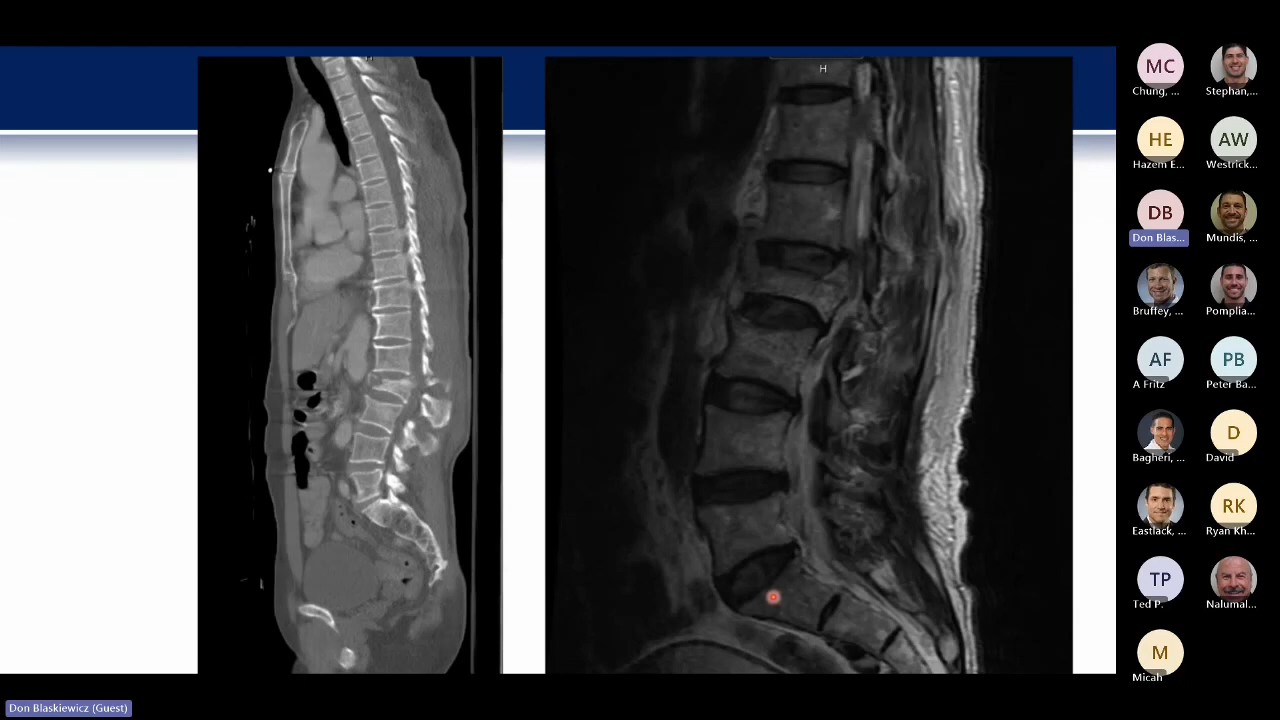 H
H
MC
Chung, ...
Stephan,...
HE
Hazem E...
AW
Westrick...
DB
Don Blas...
Mundis, ...
Bruffey, ...
Pomplia...
AF
A Fritz
PB
Peter Ba...
Bagheri, ...
D
David
Eastlack, ...
RK
Ryan Kh...
TP
Ted P.
Nalumal...
M
Micah
Don Blaskiewicz (Guest)